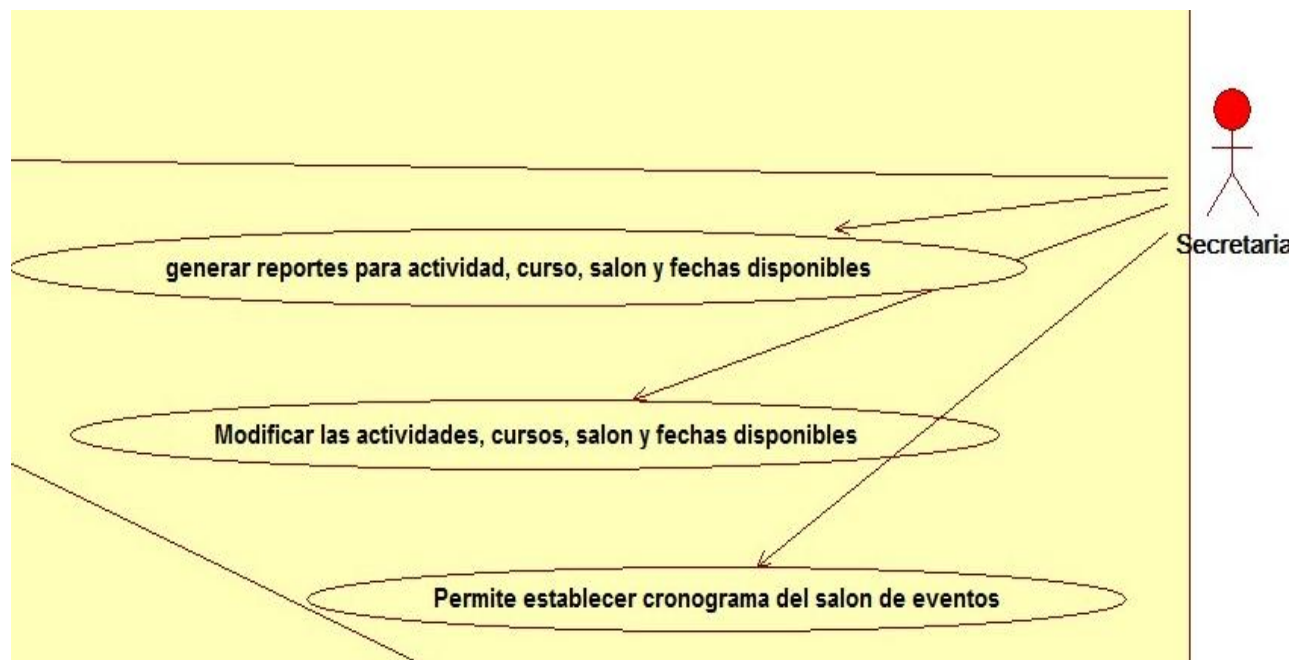 Secretaria
generar reportes para actividad, curso, salon y fechas disponibles
Modificar las actividades, cursos, salon y fechas disponibles
Permite establecer cronograma del salon de eventos